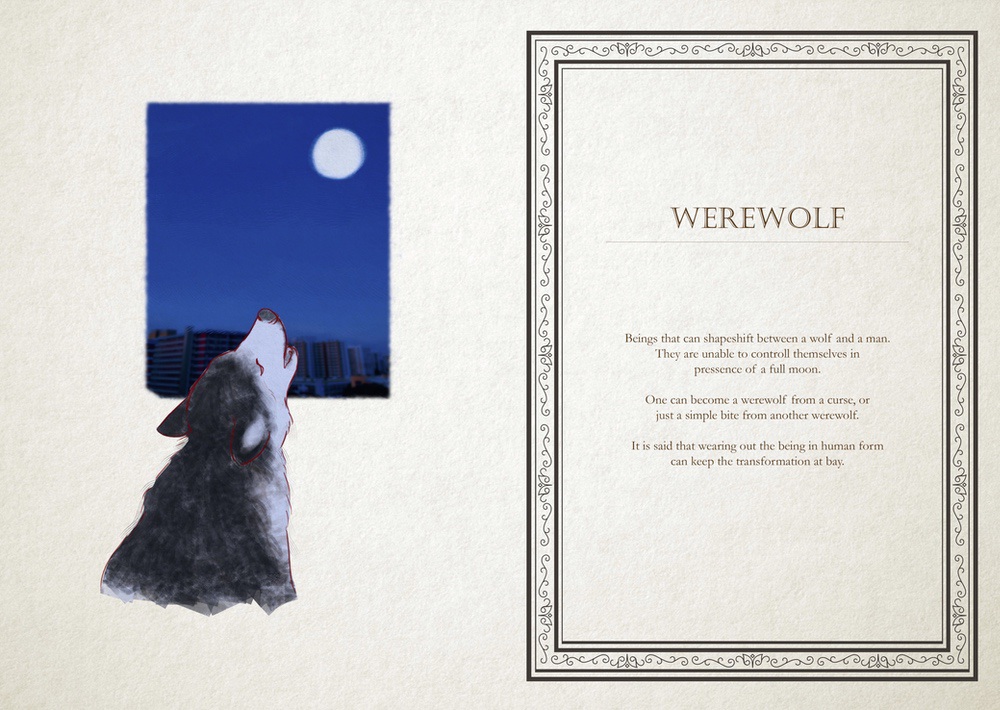 WEREWOLF
Beings that can shapeshift between a wolf and a man.
They are unable to controll themselves in
pressence of a full moon.
One can become a werewolf from a curse, or
just a simple bite from another werewolf.
It is said that wearing out the being in human form
can keep the transformation at bay.